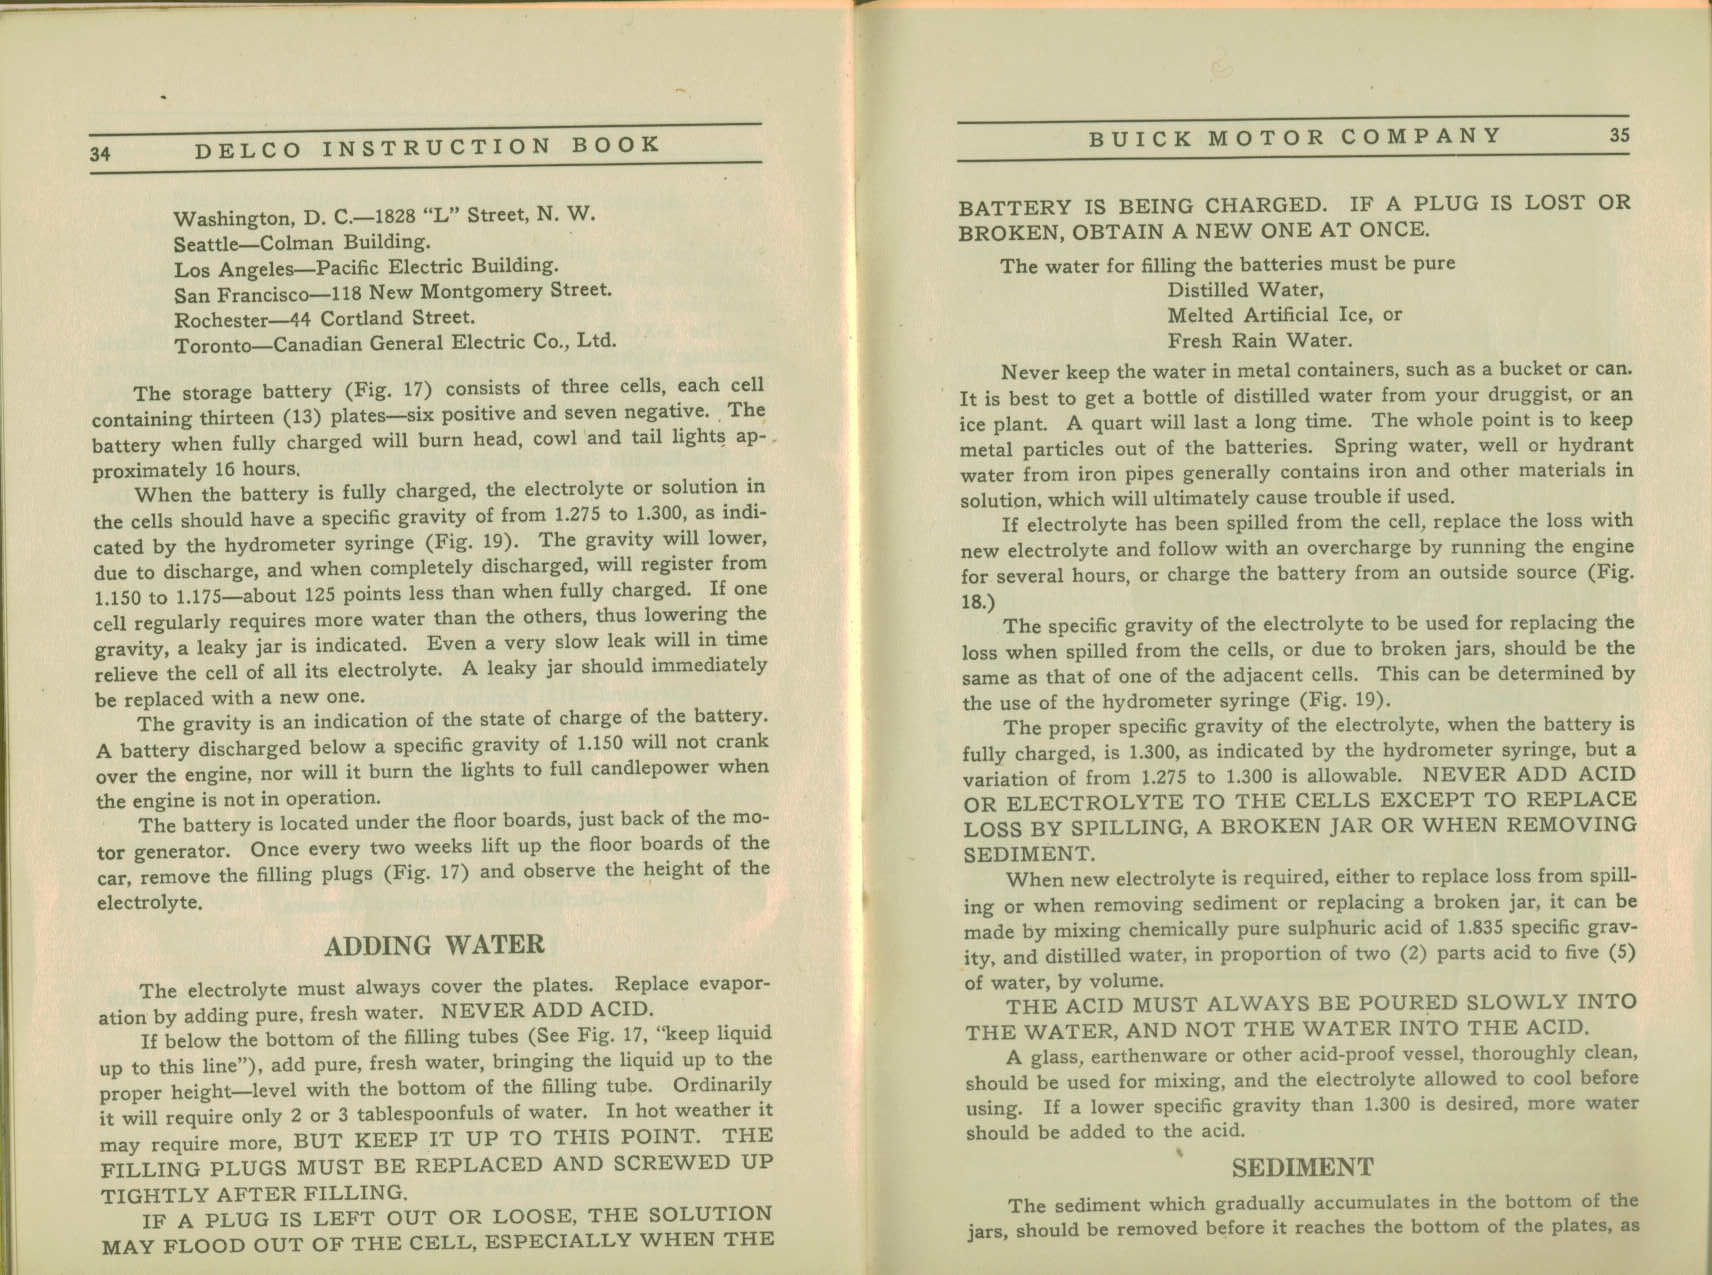 34 DELCO INSTRUCTION BOOK
Washington, D. C.—1828 “L” Street, N. W.
Seattle—Colman Building.
Los Angeles—Pacific Electric Building.
San Francisco—118 New Montgomery Street.
Rochester—44 Cortland Street.
Toronto—Canadian General Electric Co., Ltd.
The storage battery (Fig. 17) consists of three cells, each cell
containing thirteen (13) plates—six positive and seven negative. The
battery when fully charged will burn head, cowl and tail lights ap-
proximately 16 hours.
When the battery is fully charged, the electrolyte or solution in
the cells should have a specific gravity of from 1.275 to 1.300, as indi-
cated by the hydrometer syringe (Fig. 19). The gravity will lower,
due to discharge, and when completely discharged, will register from
1.150 to 1.175—about 125 points less than when fully charged. If one
cell regularly requires more water than the others, thus lowering the
gravity, a leaky jar is indicated. Even a very slow leak will in time
relieve the cell of all its electrolyte. A leaky jar should immediately
be replaced with a new one.
The gravity is an indication of the state of charge of the battery.
A battery discharged below a specific gravity of 1.150 will not crank
over the engine, nor will it burn the lights to full candlepower when
the engine is not in operation.
The battery is located under the floor boards, just back of the mo-
tor generator. Once every two weeks lift up the floor boards of the
car, remove the filling plugs (Fig. 17) and observe the height of the
electrolyte.
ADDING WATER
The electrolyte must always cover the plates. Replace evapor-
ation by adding pure, fresh water. NEVER ADD ACID.
If below the bottom of the filling tubes (See Fig. 17, “keep liquid
up to this line”), add pure, fresh water, bringing the liquid up to the
proper height—level with the bottom of the filling tube. Ordinarily
it will require only 2 or 3 tablespoonfuls of water. In hot weather it
may require more, BUT KEEP IT UP TO THIS POINT. THE
FILLING PLUGS MUST BE REPLACED AND SCREWED UP
TIGHTLY AFTER FILLING.
IF A PLUG IS LEFT OUT OR LOOSE, THE SOLUTION
MAY FLOOD OUT OF THE CELL, ESPECIALLY WHEN THE
BUICK MOTOR COMPANY 35
BATTERY IS BEING CHARGED. IF A PLUG IS LOST OR
BROKEN, OBTAIN A NEW ONE AT ONCE.
The water for filling the batteries must be pure
Distilled Water,
Melted Artificial Ice, or
Fresh Rain Water.
Never keep the water in metal containers, such as a bucket or can.
It is best to get a bottle of distilled water from your druggist, or an
ice plant. A quart will last a long time. The whole point is to keep
metal particles out of the batteries. Spring water, well or hydrant
water from iron pipes generally contains iron and other materials in
solution, which will ultimately cause trouble if used.
If electrolyte has been spilled from the cell, replace the loss with
new electrolyte and follow with an overcharge by running the engine
for several hours, or charge the battery from an outside source (Fig.
18.)
The specific gravity of the electrolyte to be used for replacing the
loss when spilled from the cells, or due to broken jars, should be the
same as that of one of the adjacent cells. This can be determined by
the use of the hydrometer syringe (Fig. 19).
The proper specific gravity of the electrolyte, when the battery is
fully charged, is 1.300, as indicated by the hydrometer syringe, but a
variation of from 1.275 to 1.300 is allowable. NEVER ADD ACID
OR ELECTROLYTE TO THE CELLS EXCEPT TO REPLACE
LOSS BY SPILLING, A BROKEN JAR OR WHEN REMOVING
SEDIMENT.
When new electrolyte is required, either to replace loss from spill-
ing or when removing sediment or replacing a broken jar, it can be
made by mixing chemically pure sulphuric acid of 1.835 specific grav-
ity, and distilled water, in proportion of two (2) parts acid to five (5)
of water, by volume.
THE ACID MUST ALWAYS BE POURED SLOWLY INTO
THE WATER, AND NOT THE WATER INTO THE ACID.
A glass, earthenware or other acid-proof vessel, thoroughly clean,
should be used for mixing, and the electrolyte allowed to cool before
using. If a lower specific gravity than 1.300 is desired, more water
should be added to the acid.
SEDIMENT
The sediment which gradually accumulates in the bottom of the
jars, should be removed before it reaches the bottom of the plates, as